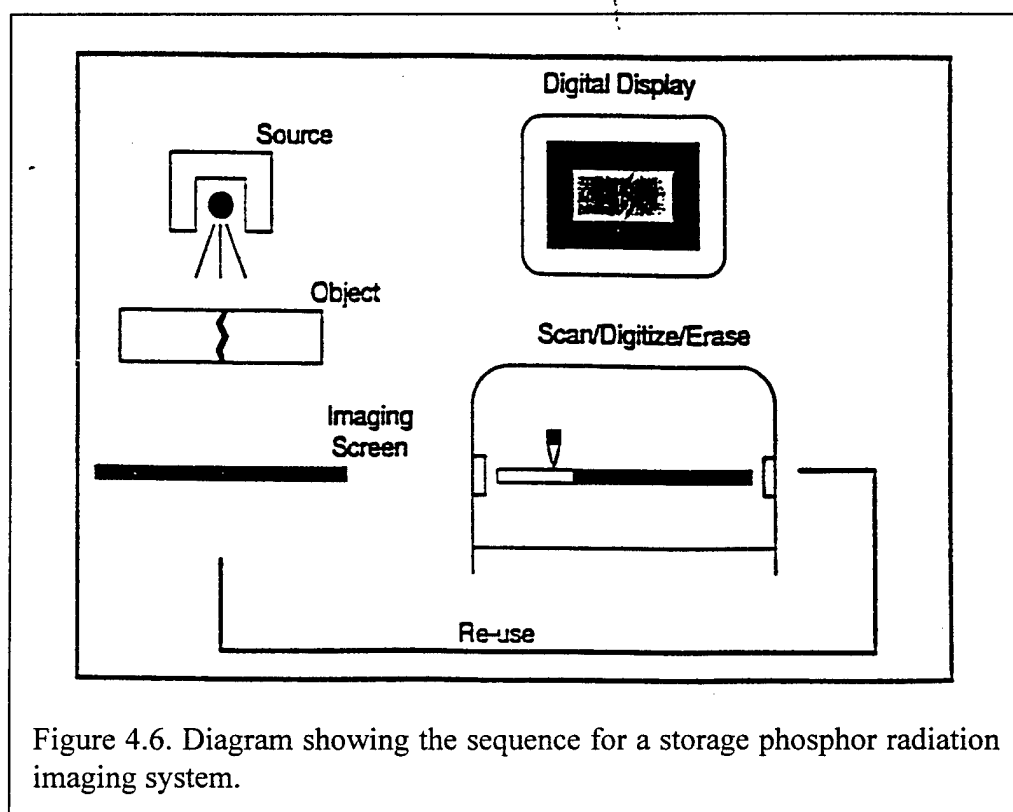 Digital Display
Source
Object
Scan/Digitize/Erase
Imaging
Screen
Re-use
Figure 4.6. Diagram showing the sequence for a storage phosphor radiation
imaging system.